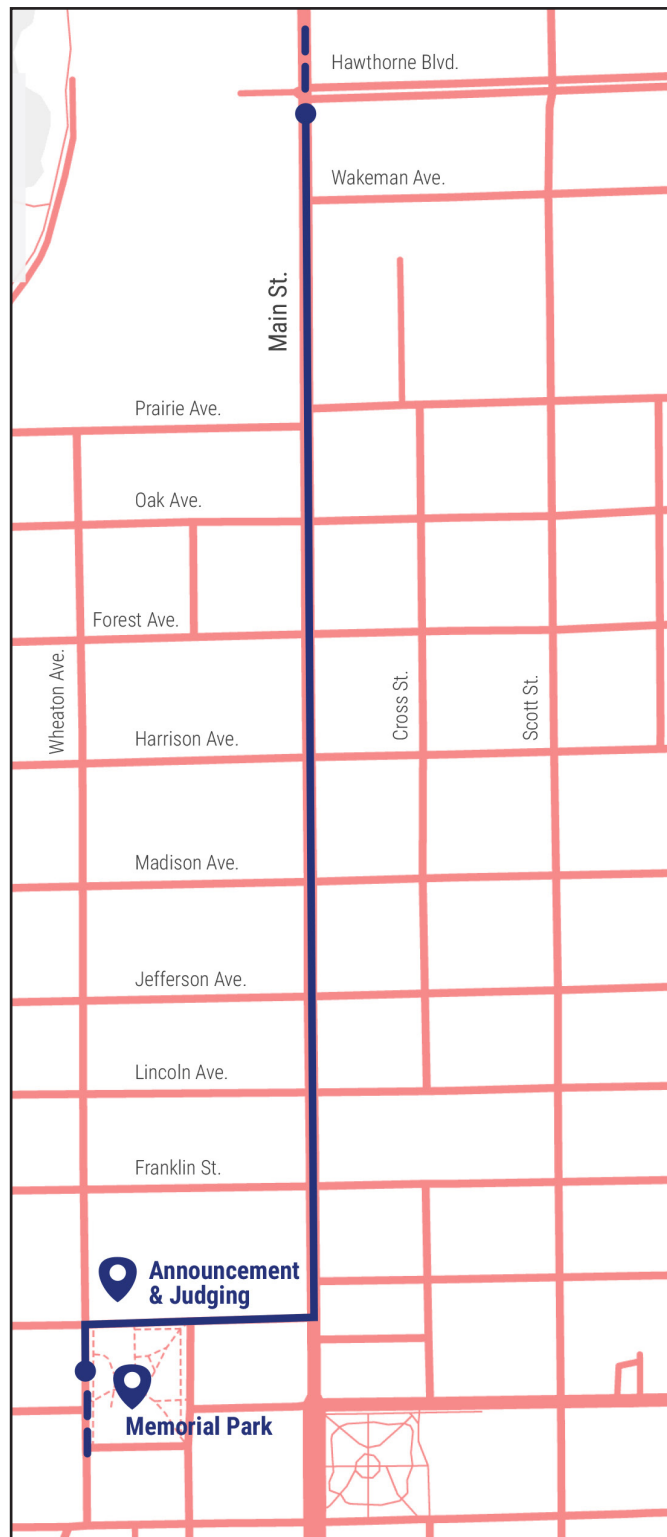 Hawthorne Blvd.
Wakeman Ave.
Main St.
Prairie Ave.
Oak Ave.
Forest Ave.
Wheaton Ave.
Cross St.
Scott St.
Harrison Ave.
Madison Ave.
Jefferson Ave.
Lincoln Ave.
Franklin St.
Announcement
& Judging
Memorial Park